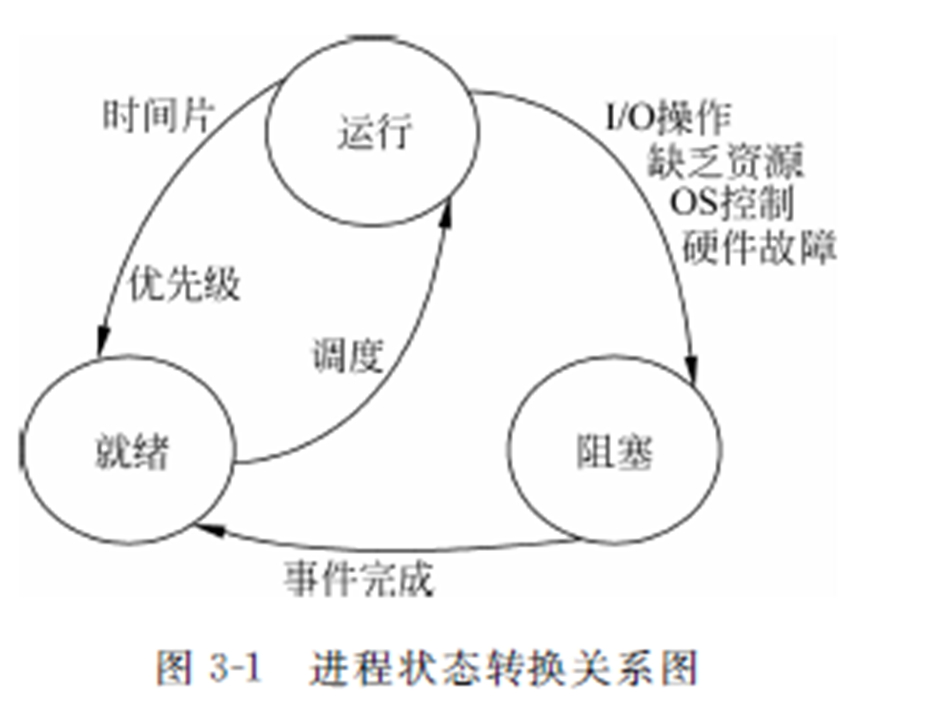 运行
时间片
I/O操作
缺乏资源
OS控制
硬件故障
优先级
调度
就绪
阻塞
事件完成
图 3-1 进程状态转换关系图